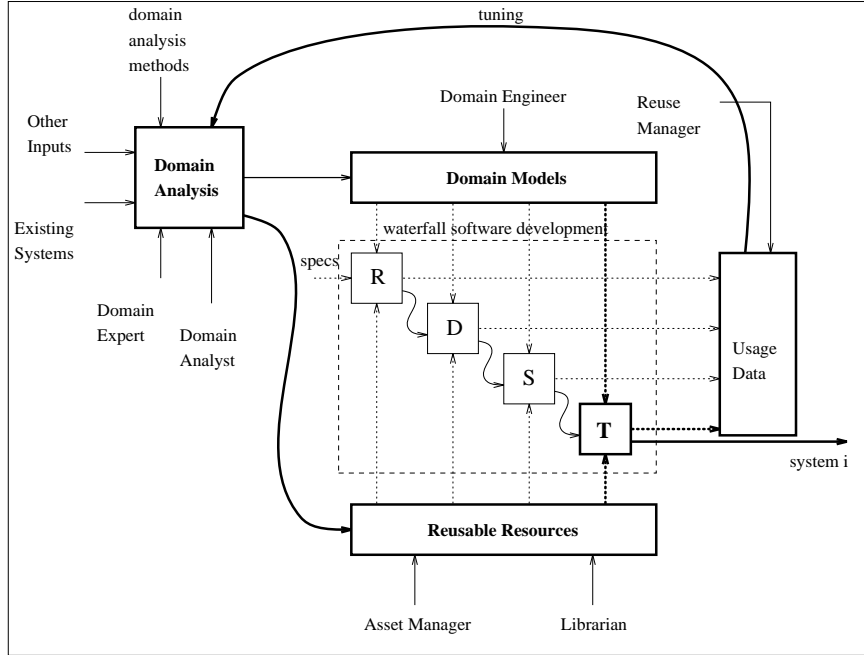 domain
analysis
methods
tuning
Domain Engineer
Reuse
Manager
Other
Inputs
Domain
Analysis
Domain Models
Existing
Systems
waterfall software development
specs
R
Domain
Expert
Domain
Analyst
D
Usage
Data
S
T
system i
Reusable Resources
Asset Manager
Librarian